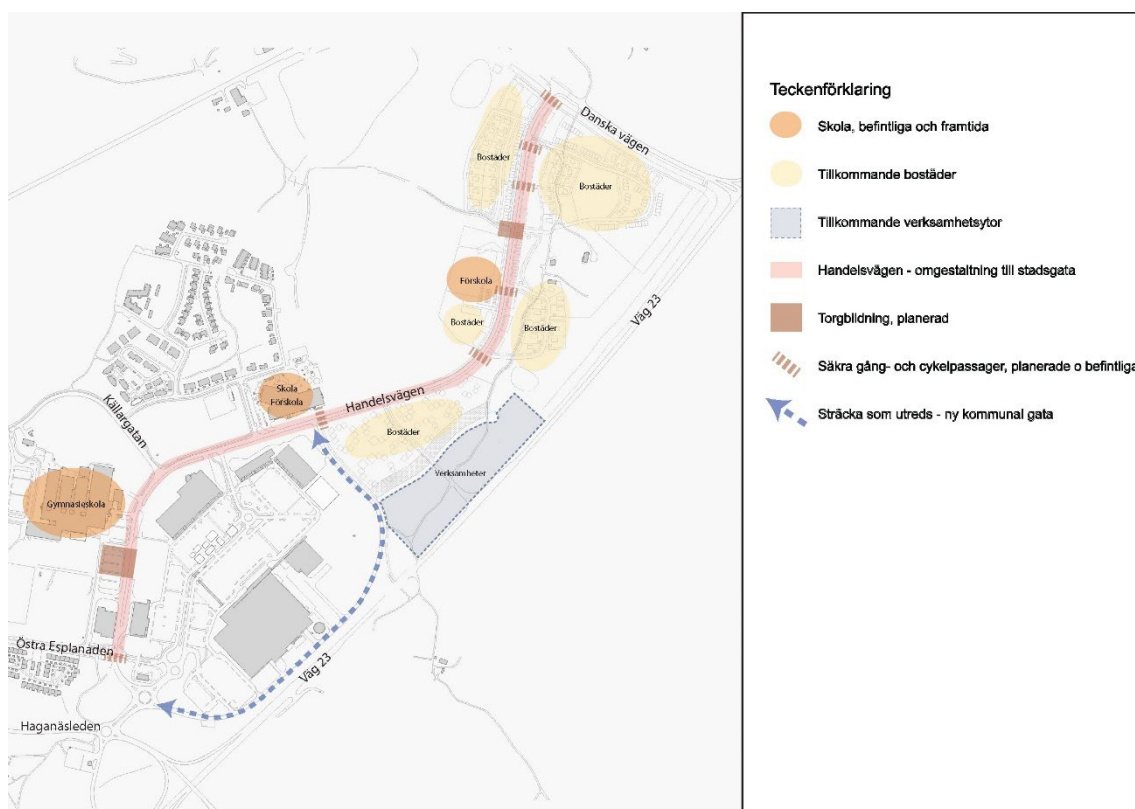 Danska vägen
Bostäder
Bostäder
Förskola
Bostäder
Bostäder
Väg 23
Skola
Förskola
Handelsvägen
Källargatan
Bostäder
Verksamheter
Gymnasieskola
Östra Esplanaden
Väg 23
Haganäsleden
Teckenförklaring
Skola, befintliga och framtida
Tillkommande bostäder
Tillkommande verksamhetsytor
Handelsvägen - omgestaltning till stadsgata
Torgbildning, planerad
Säkra gång- och cykelpassager, planerade o befintliga
Sträcka som utreds - ny kommunal gata